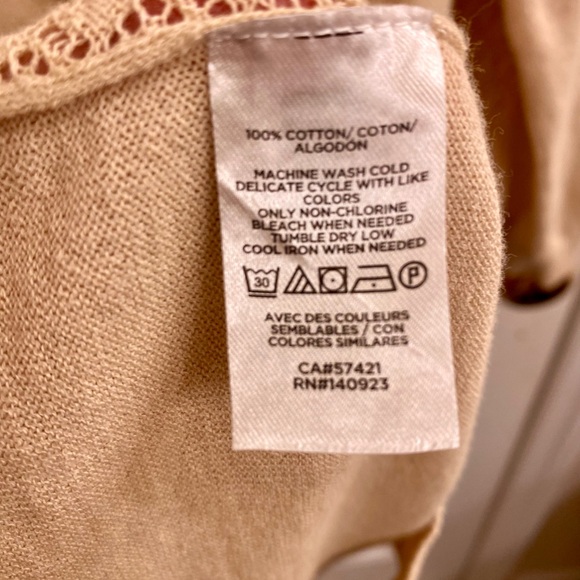 100% COTTON/ COTON/
ALGODÓN
MACHINE WASH COLD
DELICATE CYCLE WITH LIKE
COLORS
ONLY NON-CHLORINE
BLEACH WHEN NEEDED
TUMBLE DRY LOW
COOL IRON WHEN NEEDED
30 P
AVEC DES COULEURS
SEMBLABLES / CON
COLORES SIMILARES
CA#57421
RN#140923